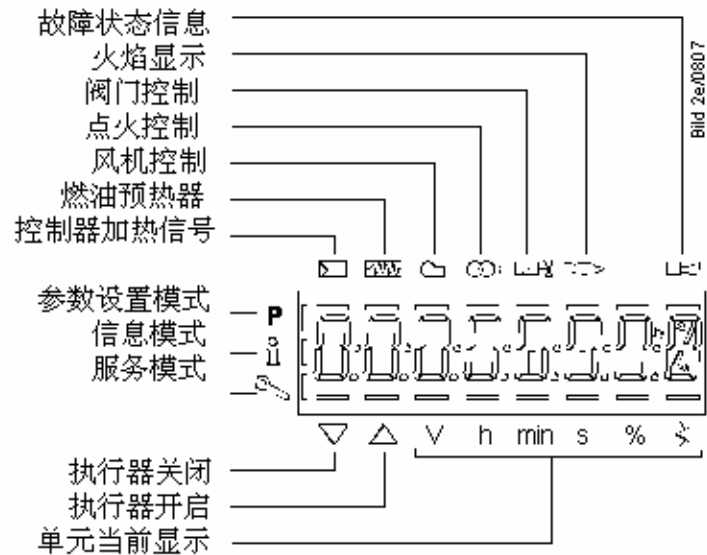 故障状态信息
火焰显示
阀门控制
点火控制
风机控制
燃油预热器
控制器加热信号
Bild 2e/0807
参数设置模式
P
信息模式
i
服务模式
V h min s %
执行器关闭
执行器开启
单元当前显示